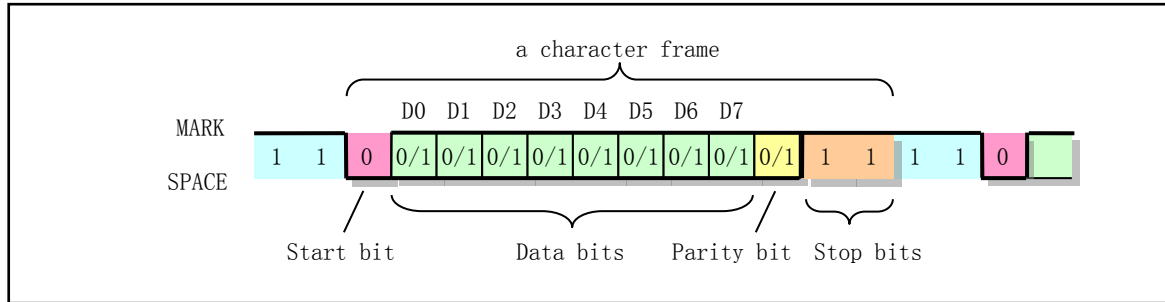 a character frame
D0 D1 D2 D3 D4 D5 D6 D7
MARK
1 1 0 0/1 0/1 0/1 0/1 0/1 0/1 0/1 0/1 0/1 1 1 1 1 0
SPACE
Start bit Data bits Parity bit Stop bits